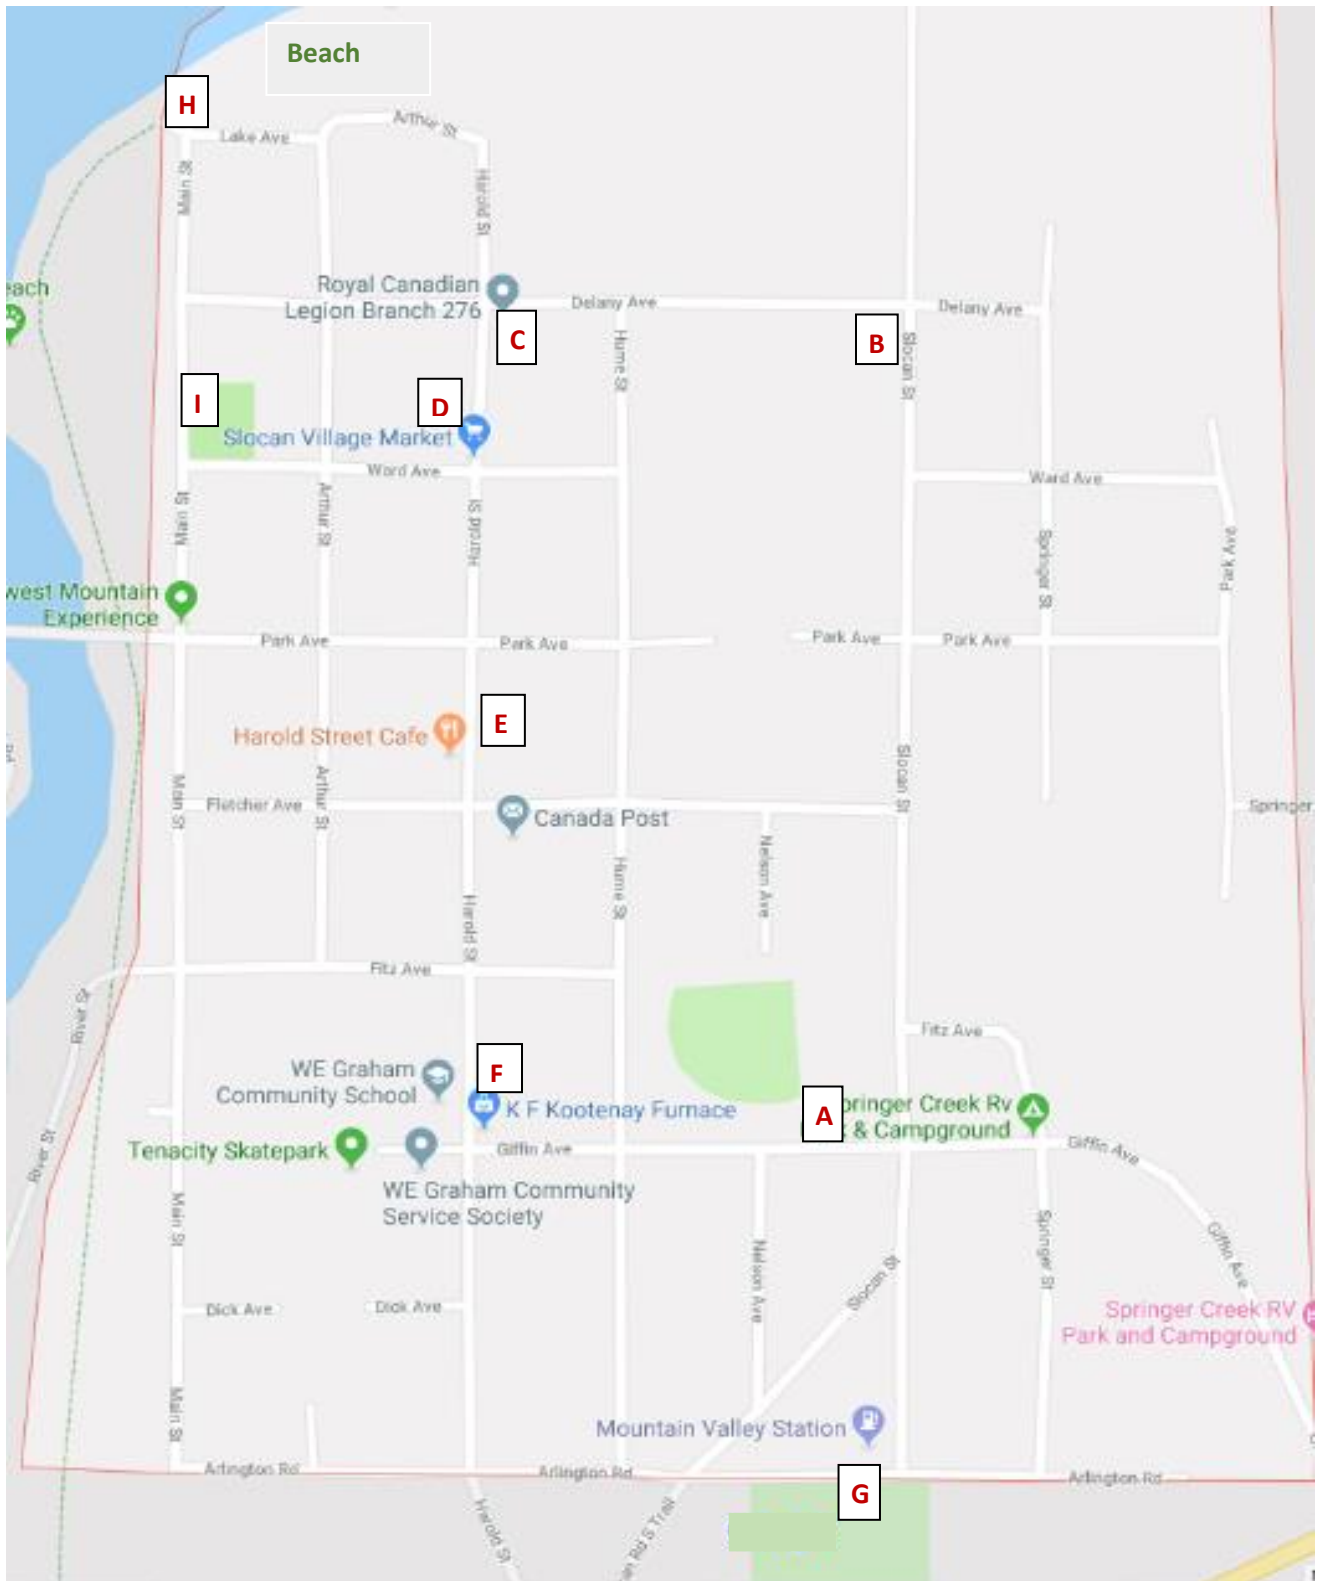 Beach
H
Arthur St
Lake Ave
Main St
Harold St
Royal Canadian
Legion Branch 276
each
Delany Ave
Delany Ave
C
B
Hume St
Slocan St
I
D
Slocan Village Market
Ward Ave
Ward Ave
Main St
Arthur St
Harold St
Springer St
Park Ave
west Mountain
Experience
Park Ave
Park Ave
Park Ave
Park Ave
E
Harold Street Cafe
Rd
Main St
Arthur St
Slocan St
Fletcher Ave
Canada Post
Springer
Nelson Ave
Hume St
Harold St
Fitz Ave
River St
Fitz Ave
WE Graham
Community School
F
K F Kootenay Furnace
A
pringer Creek Rv
& Campground
Tenacity Skatepark
Giffin Ave
Giffin Ave
River St
WE Graham Community
Service Society
Main St
Nelson Ave
Slocan St
Springer St
Giffin Ave
Dick Ave
Dick Ave
Springer Creek RV
Park and Campground
Main St
Mountain Valley Station
Arlington Rd
Arlington Rd
Arlington Rd
G
Harold St
Rd S Trail